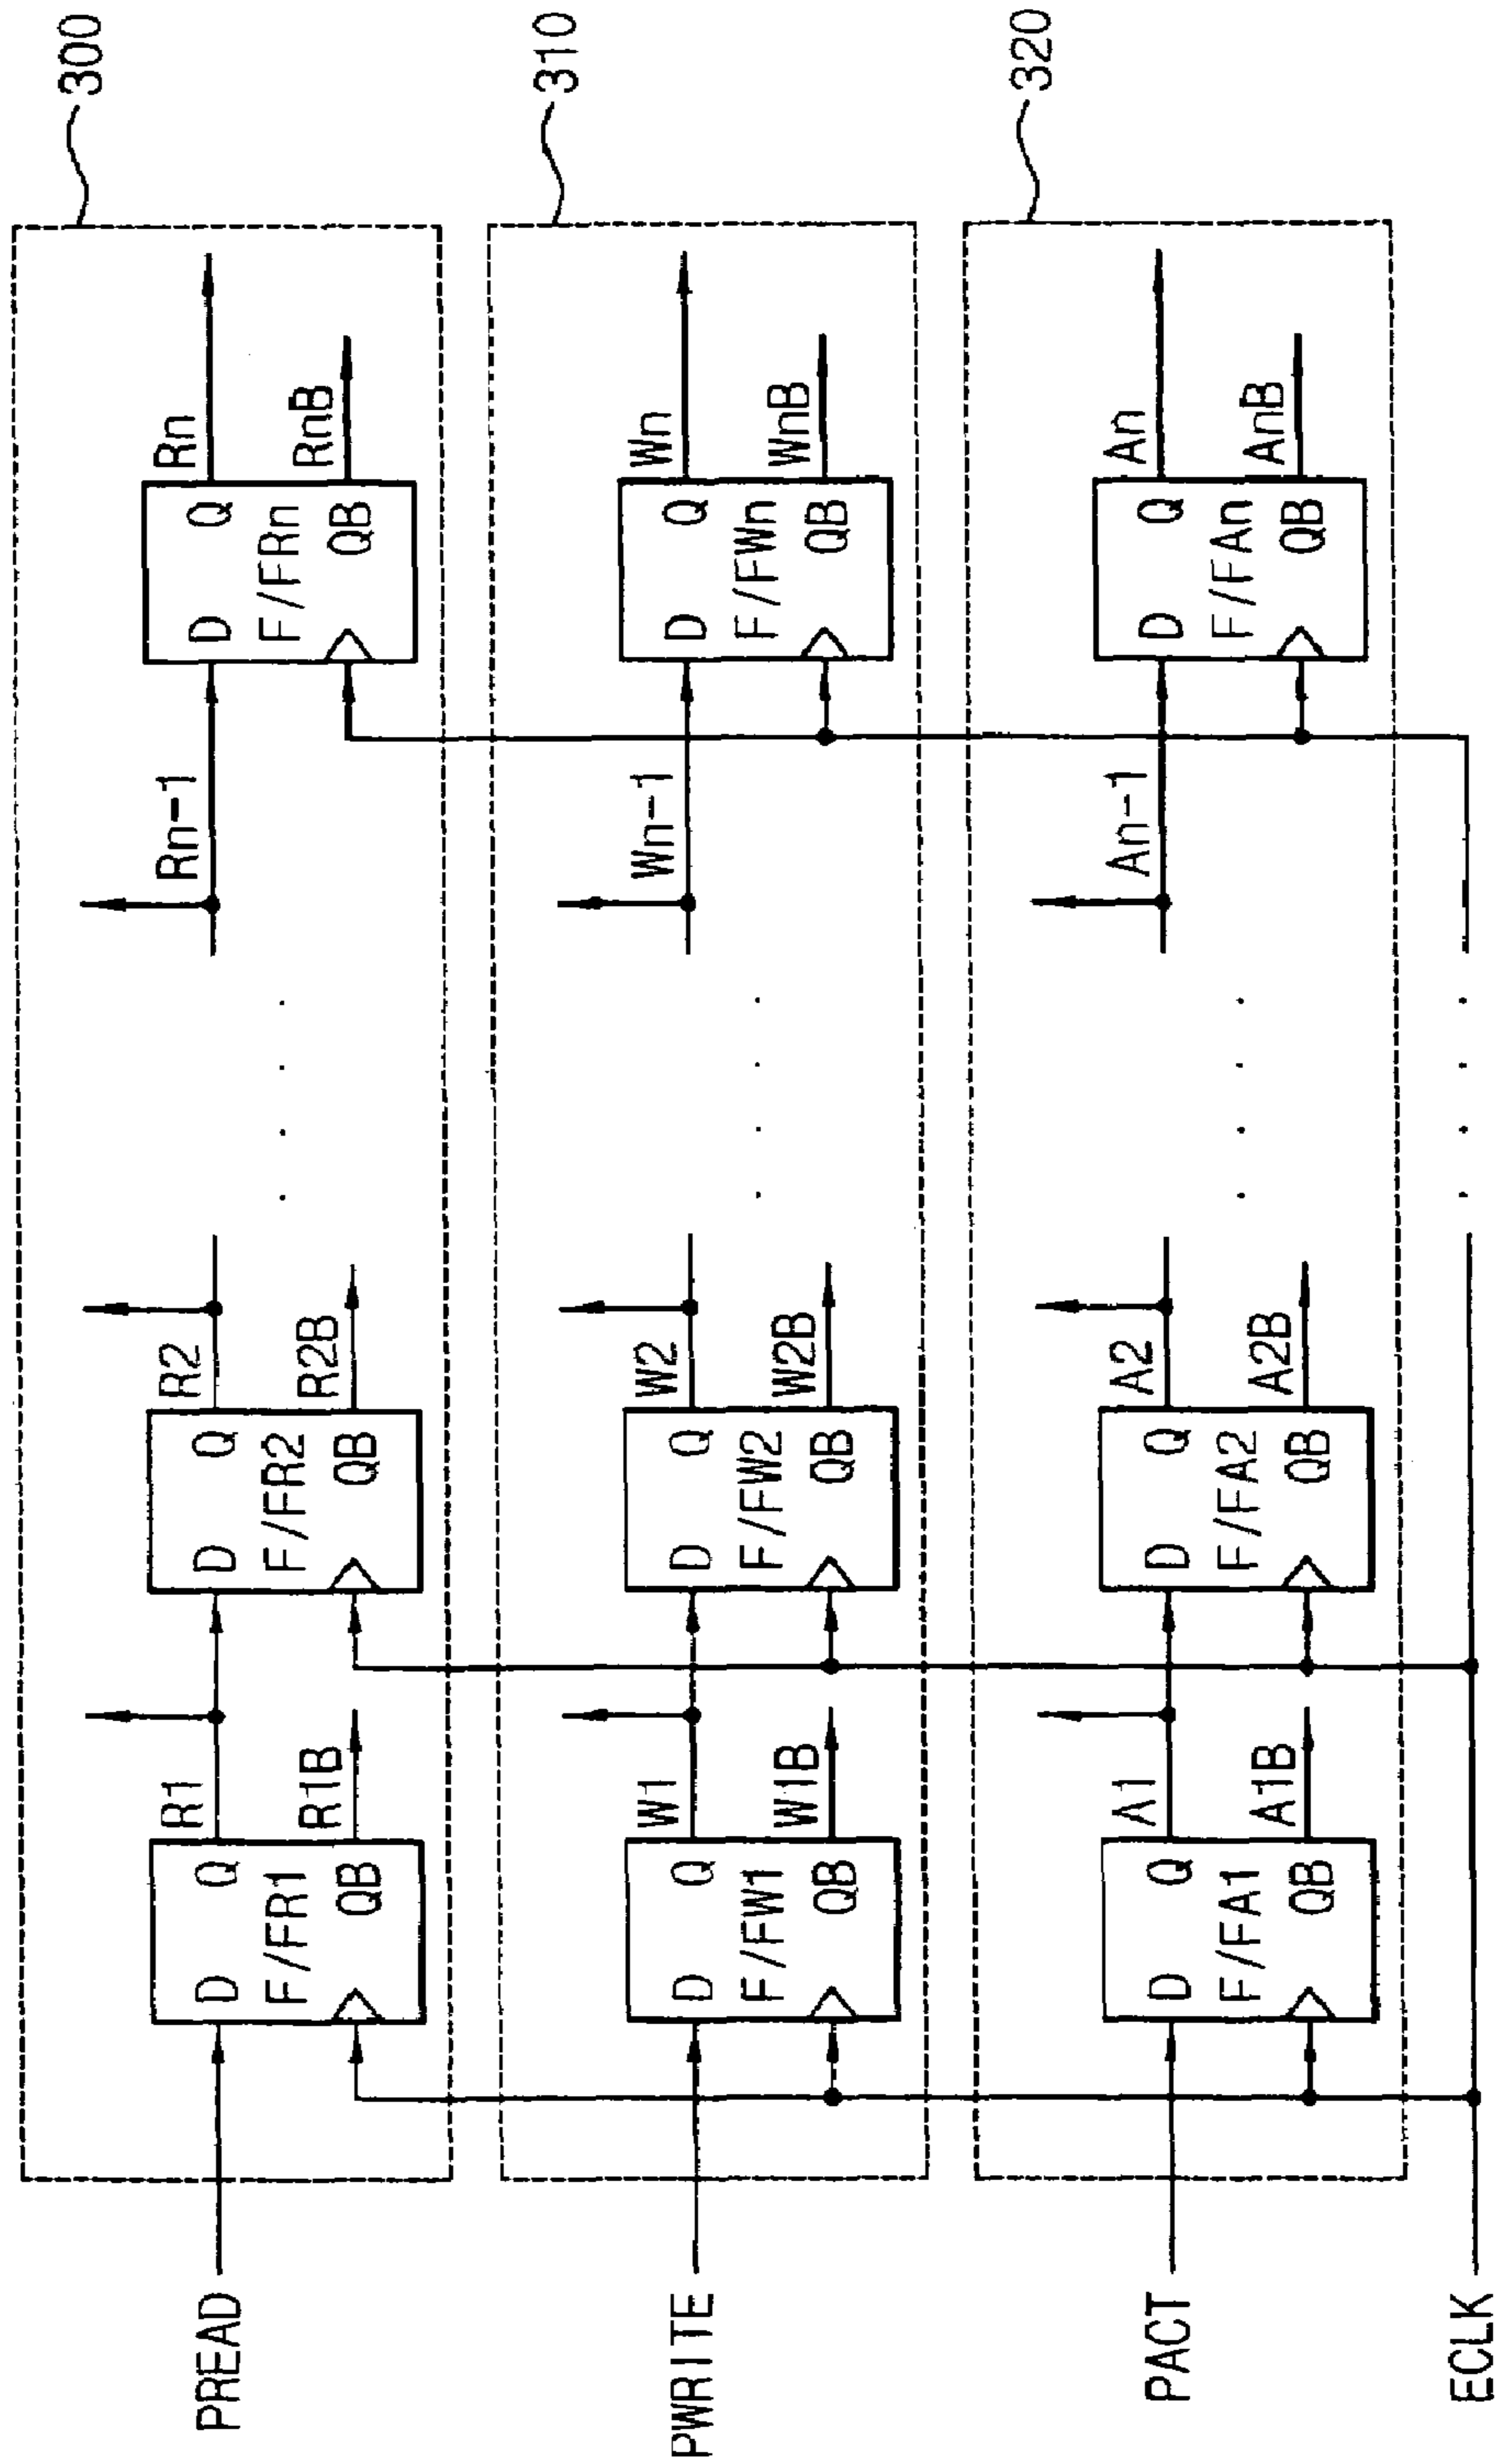 300
Rn-1
Rn
R1
R2
D Q
D Q
D Q
PREAD
F/FR1
F/FR2
F/FRn
R1B
R2B
RnB
QB
QB
QB
310
Wn-1
Wn
W1
W2
D Q
D Q
D Q
PWRITE
F/FW1
F/FW2
F/FWn
W1B
W2B
WnB
QB
QB
QB
320
An-1
An
A1
A2
D Q
D Q
D Q
PACT
F/FA1
F/FA2
F/FAn
A1B
A2B
AnB
QB
QB
QB
ECLK